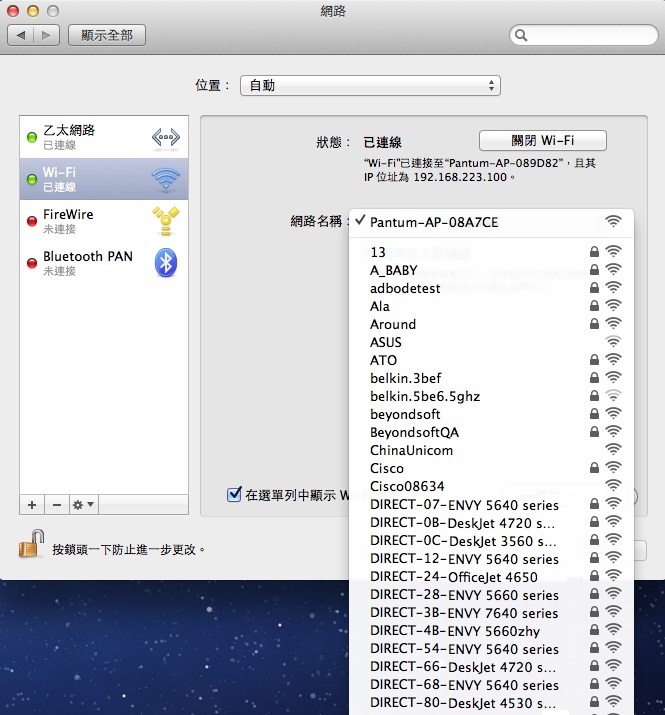 網路
顯示全部
位置：
自動
乙太網路
已連線
Wi-Fi
已連線
FireWire
未連接
Bluetooth PAN
未連接
狀態：
已連線
關閉 Wi-Fi
“Wi-Fi”已連接至“Pantum-AP-089D82”，且其
IP 位址為 192.168.223.100。
網路名稱：
Pantum-AP-08A7CE
13
A_BABY
adbodetest
Ala
Around
ASUS
ATO
belkin.3bef
belkin.5be6.5ghz
beyondsoft
BeyondsoftQA
ChinaUnicom
Cisco
Cisco08634
DIRECT-07-ENVY 5640 series
DIRECT-0B-DeskJet 4720 s...
DIRECT-0C-DeskJet 3560 s...
DIRECT-12-ENVY 5640 series
DIRECT-24-OfficeJet 4650
DIRECT-28-ENVY 5660 series
DIRECT-3B-ENVY 7640 series
DIRECT-4B-ENVY 5660zhy
DIRECT-54-ENVY 5640 series
DIRECT-66-DeskJet 4720 s...
DIRECT-68-ENVY 5640 series
DIRECT-80-DeskJet 4530 s...
在選單列中顯示 W
按鎖頭一下防止進一步更改。